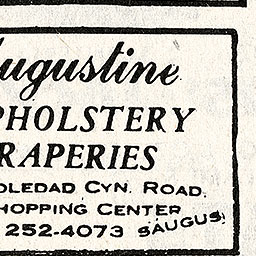 ugustine
PHOLSTERY
RAPERIES
OLEDAD CYN. ROAD.
HOPPING CENTER
252-4073 SAUGUS